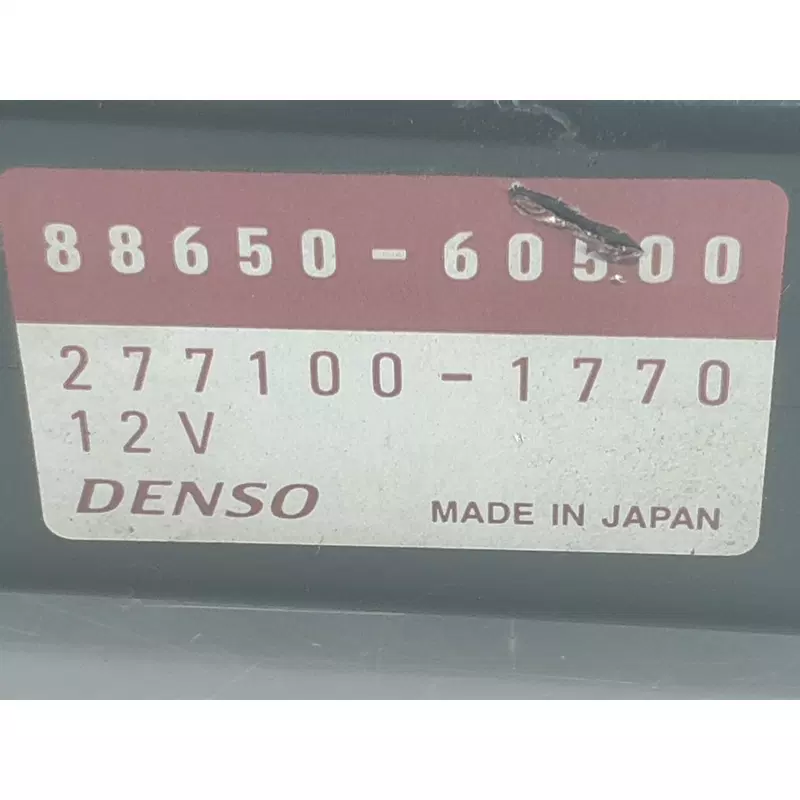 88650-60500
277100-1770
12V
DENSO MADE IN JAPAN